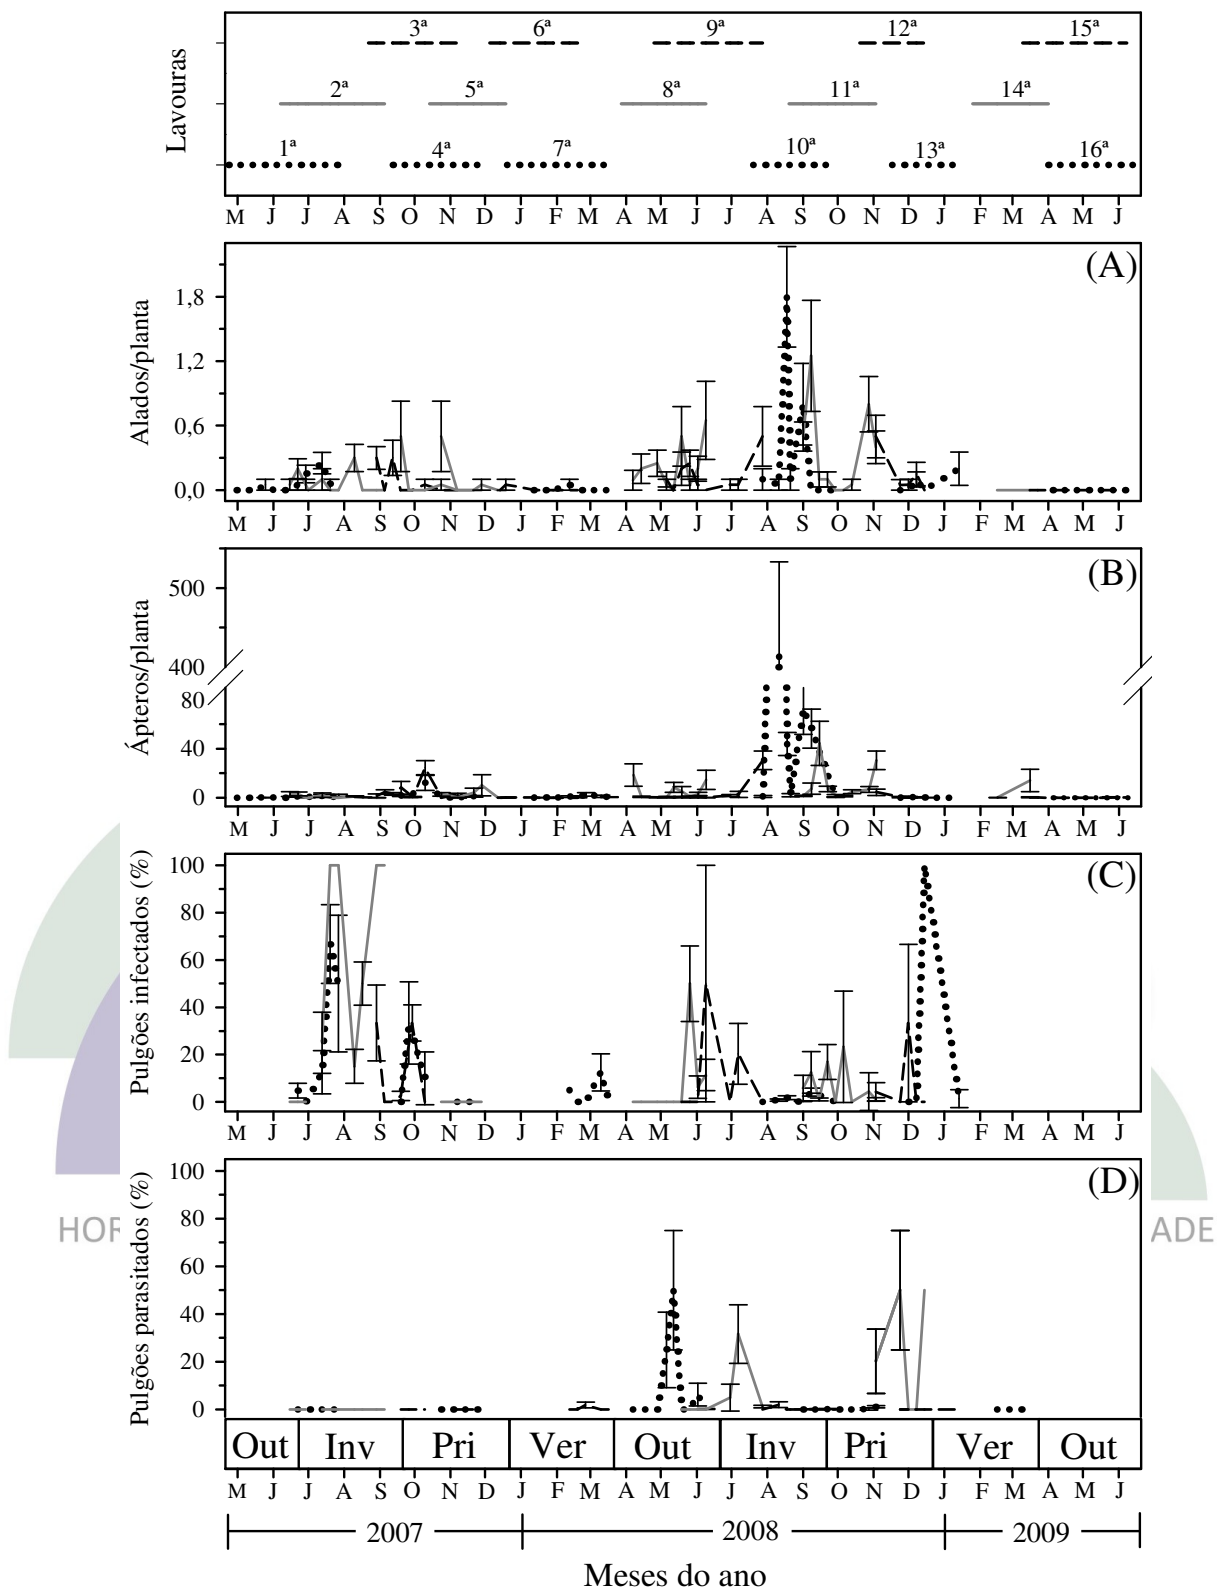 3ª 6ª 9ª 12ª 15ª
2ª 5ª 8ª 11ª 14ª
1ª 4ª 7ª 10ª 13ª 16ª
Lavouras
M J J A S O N D J F M A M J J A S O N D J F M A M J
(A)
1,8
1,2
0,6
0,0
Alados/planta
M J J A S O N D J F M A M J J A S O N D J F M A M J
(B)
500
400
80
40
0
Ápteros/planta
M J J A S O N D J F M A M J J A S O N D J F M A M J
(C)
100
80
60
40
20
0
Pulgões infectados (%)
M J J A S O N D J F M A M J J A S O N D J F M A M J
(D)
100
80
60
40
20
0
Pulgões parasitados (%)
HOR ADE
Out Inv Pri Ver Out Inv Pri Ver Out
M J J A S O N D J F M A M J J A S O N D J F M A M J
2007 2008 2009
Meses do ano